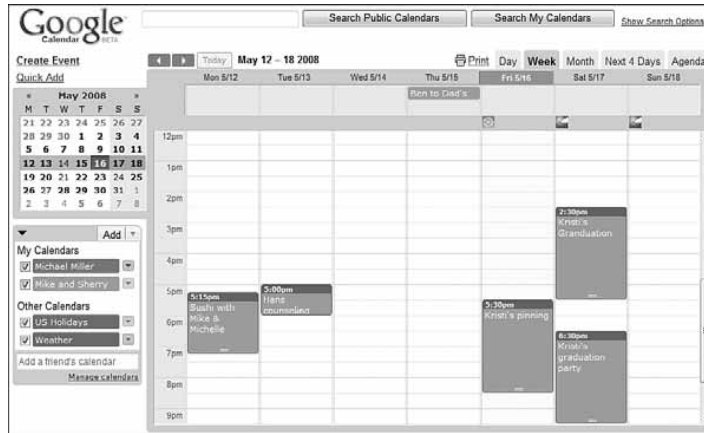 Google
Calendar BETA
Search Public Calendars
Search My Calendars
Show Search Options
Create Event
Quick Add
Today
May 12 – 18 2008
Print
Day
Week
Month
Next 4 Days
Agenda
« May 2008 »
M T W T F S S
21 22 23 24 25 26 27
28 29 30 1 2 3 4
5 6 7 8 9 10 11
12 13 14 15 16 17 18
19 20 21 22 23 24 25
26 27 28 29 30 31 1
2 3 4 5 6 7 8
Add
My Calendars
Michael Miller
Mike and Sherry
Other Calendars
US Holidays
Weather
Add a friend's calendar
Manage calendars
Mon 5/12
Tue 5/13
Wed 5/14
Thu 5/15
Fri 5/16
Sat 5/17
Sun 5/18
Ben to Dad's
12pm
1pm
2pm
3pm
4pm
5pm
6pm
7pm
8pm
9pm
5:15pm
Sushi with
Mike &
Michelle
5:00pm
Hans
counseling
5:30pm
Kristi's pinning
2:30pm
Kristi's
Granduation
6:30pm
Kristi's
graduation
party